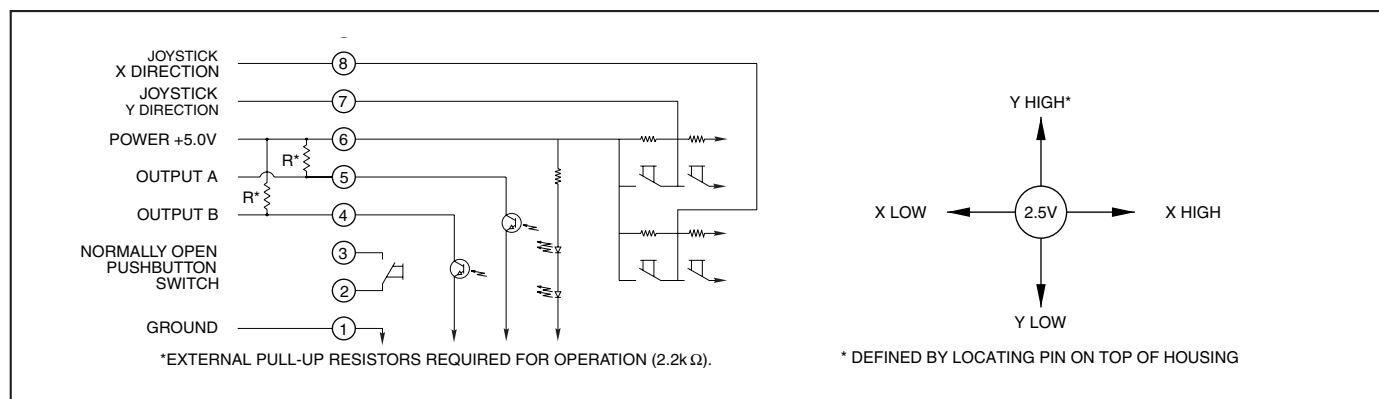 JOYSTICK
X DIRECTION
8
JOYSTICK
Y DIRECTION
7
POWER +5.0V
6
R*
OUTPUT A
5
R*
OUTPUT B
4
NORMALLY OPEN
PUSHBUTTON
SWITCH
3
2
GROUND
1
*EXTERNAL PULL-UP RESISTORS REQUIRED FOR OPERATION (2.2k Ω).
Y HIGH*
X LOW
2.5V
X HIGH
Y LOW
* DEFINED BY LOCATING PIN ON TOP OF HOUSING